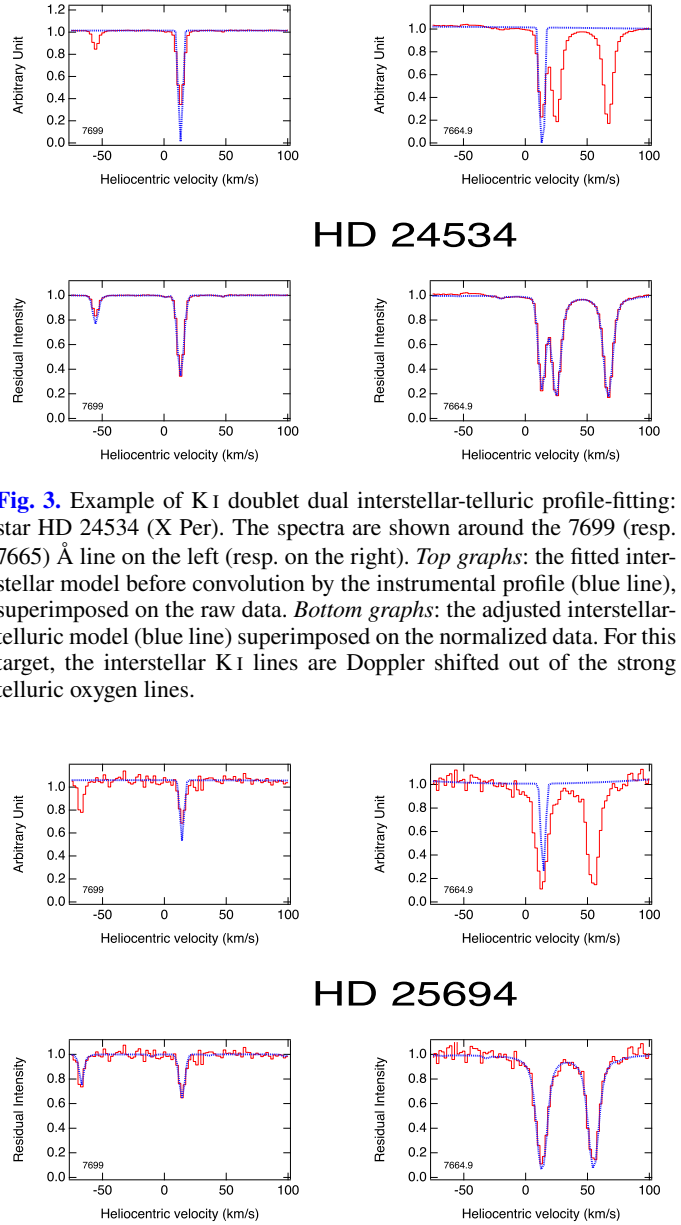 1.2
1.0
0.8
0.6
0.4
0.2
0.0
Arbitrary Unit
7699
-50 0 50 100
Heliocentric velocity (km/s)
1.2
1.0
0.8
0.6
0.4
0.2
0.0
Arbitrary Unit
7664.9
-50 0 50 100
Heliocentric velocity (km/s)
HD 24534
1.0
0.8
0.6
0.4
0.2
0.0
Residual Intensity
7699
-50 0 50 100
Heliocentric velocity (km/s)
1.0
0.8
0.6
0.4
0.2
0.0
Residual Intensity
7664.9
-50 0 50 100
Heliocentric velocity (km/s)
Fig. 3. Example of K I doublet dual interstellar-telluric profile-fitting:
star HD 24534 (X Per). The spectra are shown around the 7699 (resp.
7665) Å line on the left (resp. on the right). Top graphs: the fitted inter-
stellar model before convolution by the instrumental profile (blue line),
superimposed on the raw data. Bottom graphs: the adjusted interstellar-
telluric model (blue line) superimposed on the normalized data. For this
target, the interstellar K I lines are Doppler shifted out of the strong
telluric oxygen lines.
1.0
0.8
0.6
0.4
0.2
0.0
Arbitrary Unit
7699
-50 0 50 100
Heliocentric velocity (km/s)
1.0
0.8
0.6
0.4
0.2
0.0
Arbitrary Unit
7664.9
-50 0 50 100
Heliocentric velocity (km/s)
HD 25694
1.0
0.8
0.6
0.4
0.2
0.0
Residual Intensity
7699
-50 0 50 100
Heliocentric velocity (km/s)
1.0
0.8
0.6
0.4
0.2
0.0
Residual Intensity
7664.9
-50 0 50 100
Heliocentric velocity (km/s)